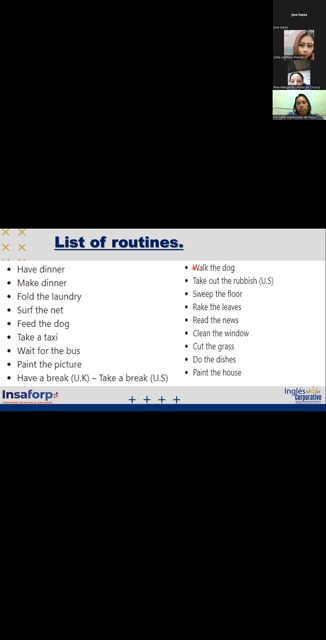 Jose lopez
List of routines.
Have dinner
Make dinner
Fold the laundry
Surf the net
Feed the dog
Take a taxi
Wait for the bus
Paint the picture
Have a break (U.K) – Take a break (U.S)
Walk the dog
Take out the rubbish (U.S)
Sweep the floor
Rake the leaves
Read the news
Clean the window
Cut the grass
Do the dishes
Paint the house
Insaforp
Inglés
Corporative